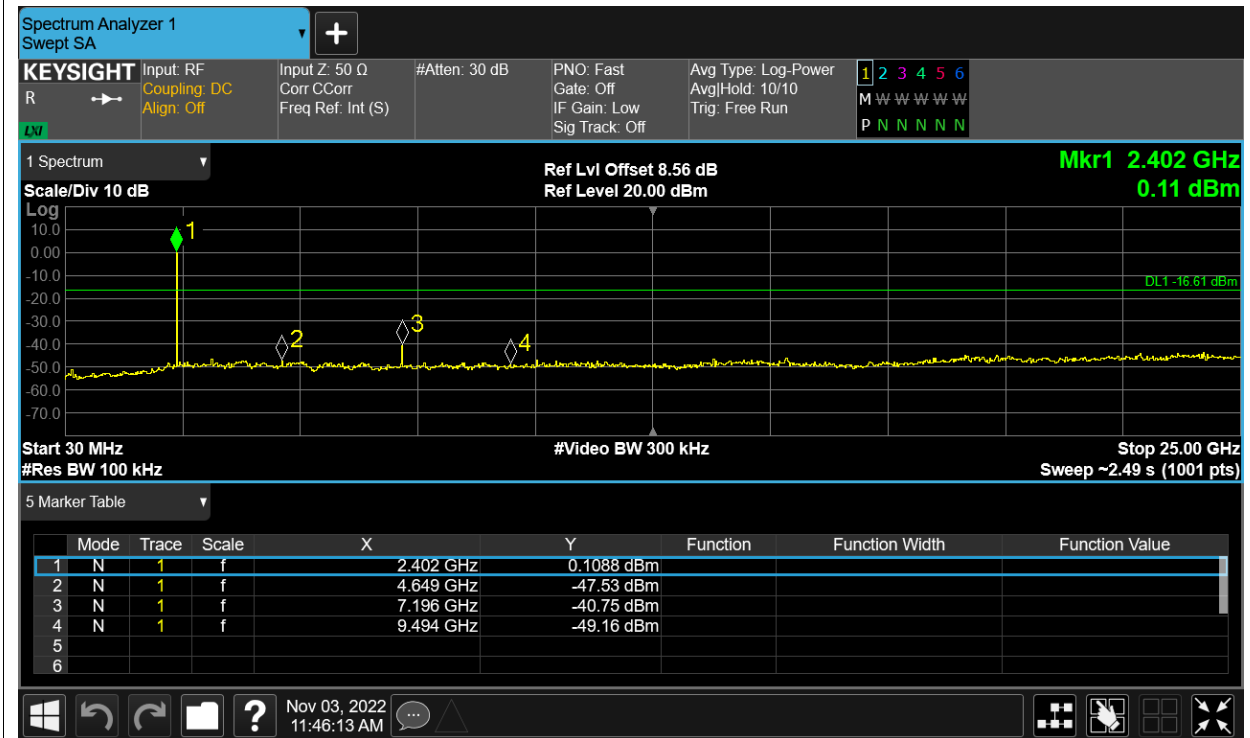 Spectrum Analyzer 1
Swept SA
KEYSIGHT
R
LXI
Input: RF
Coupling: DC
Align: Off
Input Z: 50 Ω
Corr CCorr
Freq Ref: Int (S)
#Atten: 30 dB
PNO: Fast
Gate: Off
IF Gain: Low
Sig Track: Off
Avg Type: Log-Power
Avg|Hold: 10/10
Trig: Free Run
1 2 3 4 5 6
M W W W W W
P N N N N N
1 Spectrum
Scale/Div 10 dB
Ref Lvl Offset 8.56 dB
Ref Level 20.00 dBm
Mkr1 2.402 GHz
0.11 dBm
Log
10.0
0.00
-10.0
-20.0
-30.0
-40.0
-50.0
-60.0
-70.0
1
2
3
4
DL1 -16.61 dBm
Start 30 MHz
#Video BW 300 kHz
Stop 25.00 GHz
#Res BW 100 kHz
Sweep ~2.49 s (1001 pts)
5 Marker Table
Mode Trace Scale X Y Function Function Width Function Value
1 N 1 f 2.402 GHz 0.1088 dBm
2 N 1 f 4.649 GHz -47.53 dBm
3 N 1 f 7.196 GHz -40.75 dBm
4 N 1 f 9.494 GHz -49.16 dBm
5
6
?
Nov 03, 2022
11:46:13 AM